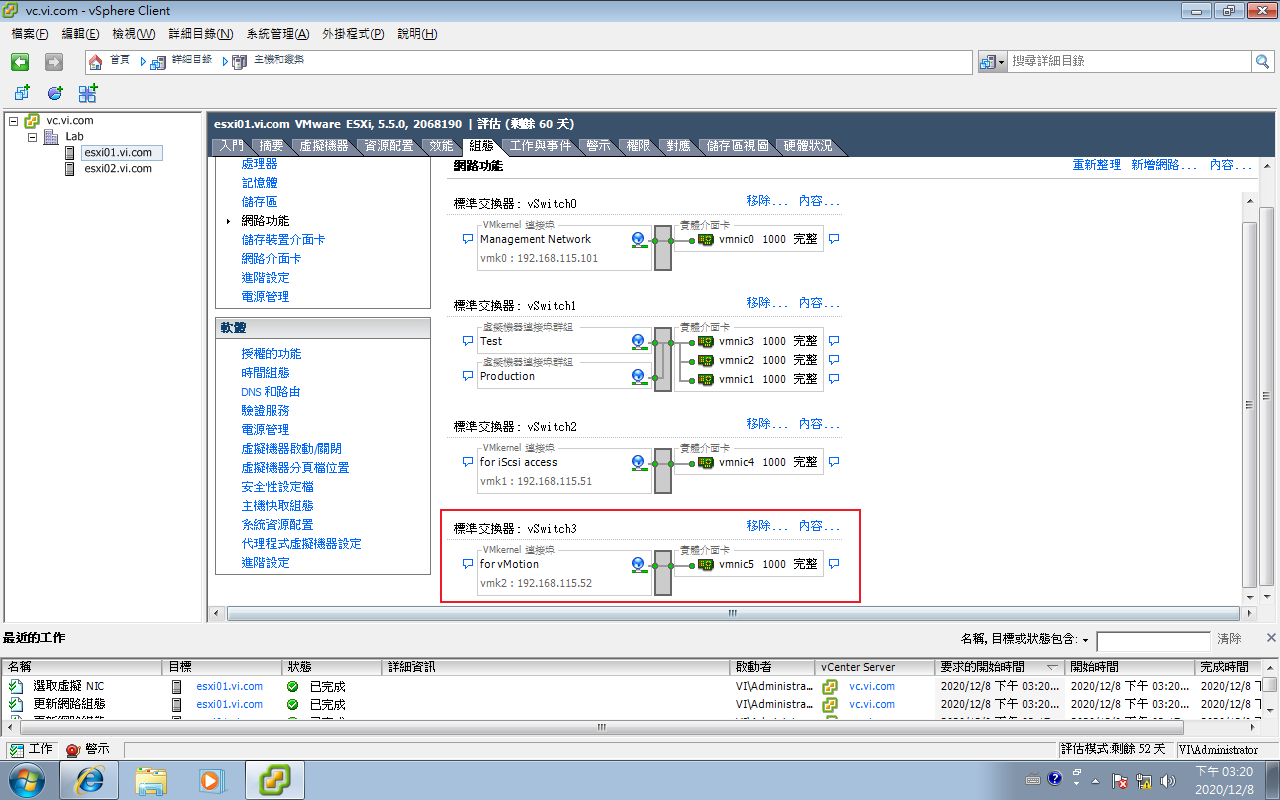 vc.vi.com - vSphere Client
檔案(F) 編輯(E) 檢視(W) 詳細目錄(N) 系統管理(A) 外掛程式(P) 說明(H)
首頁 詳細目錄 主機和叢集 搜尋詳細目錄
vc.vi.com
Lab
esxi01.vi.com
esxi02.vi.com
esxi01.vi.com VMware ESXi, 5.5.0, 2068190 | 評估 (剩餘 60 天)
入門 摘要 虛擬機器 資源配置 效能 組態 工作與事件 警示 權限 對應 儲存區視圖 硬體狀況
處理器
記憶體
儲存區
網路功能
儲存裝置介面卡
網路介面卡
進階設定
電源管理
軟體
授權的功能
時間組態
DNS 和路由
驗證服務
電源管理
虛擬機器啟動/關閉
虛擬機器分頁檔位置
安全性設定檔
主機快取組態
系統資源配置
代理程式虛擬機器設定
進階設定
網路功能 重新整理 新增網路... 內容...
標準交換器: vSwitch0 移除... 內容...
VMkernel 連接埠 實體介面卡
Management Network vmnic0 1000 完整
vmk0 : 192.168.115.101
標準交換器: vSwitch1 移除... 內容...
虛擬機器連接埠群組 實體介面卡
Test vmnic3 1000 完整
虛擬機器連接埠群組 vmnic2 1000 完整
Production vmnic1 1000 完整
標準交換器: vSwitch2 移除... 內容...
VMkernel 連接埠 實體介面卡
for iScsi access vmnic4 1000 完整
vmk1 : 192.168.115.51
標準交換器: vSwitch3 移除... 內容...
VMkernel 連接埠 實體介面卡
for vMotion vmnic5 1000 完整
vmk2 : 192.168.115.52
最近的工作 名稱, 目標或狀態包含: 清除
名稱 目標 狀態 詳細資訊 啟動者 vCenter Server 要求的開始時間 開始時間 完成時間
選取虛擬 NIC esxi01.vi.com 已完成 VI\Administra... vc.vi.com 2020/12/8 下午 03:20... 2020/12/8 下午 03:20... 2020/12/8 下
更新網路組態 esxi01.vi.com 已完成 VI\Administra... vc.vi.com 2020/12/8 下午 03:20... 2020/12/8 下午 03:20... 2020/12/8 下
工作 警示 評估模式:剩餘 52 天 VI\Administrator
下午 03:20
2020/12/8